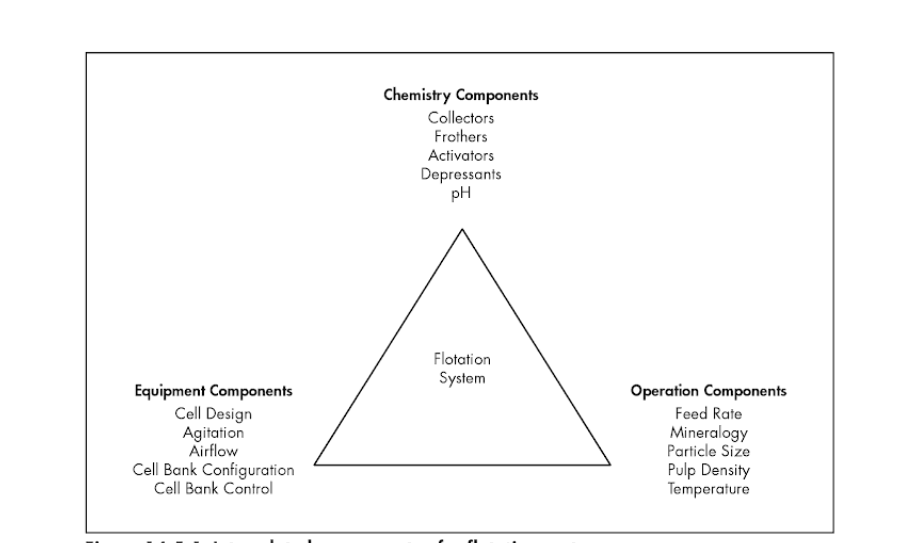 Chemistry Components
Collectors
Frothers
Activators
Depressants
pH
Flotation
System
Equipment Components
Cell Design
Agitation
Airflow
Cell Bank Configuration
Cell Bank Control
Operation Components
Feed Rate
Mineralogy
Particle Size
Pulp Density
Temperature